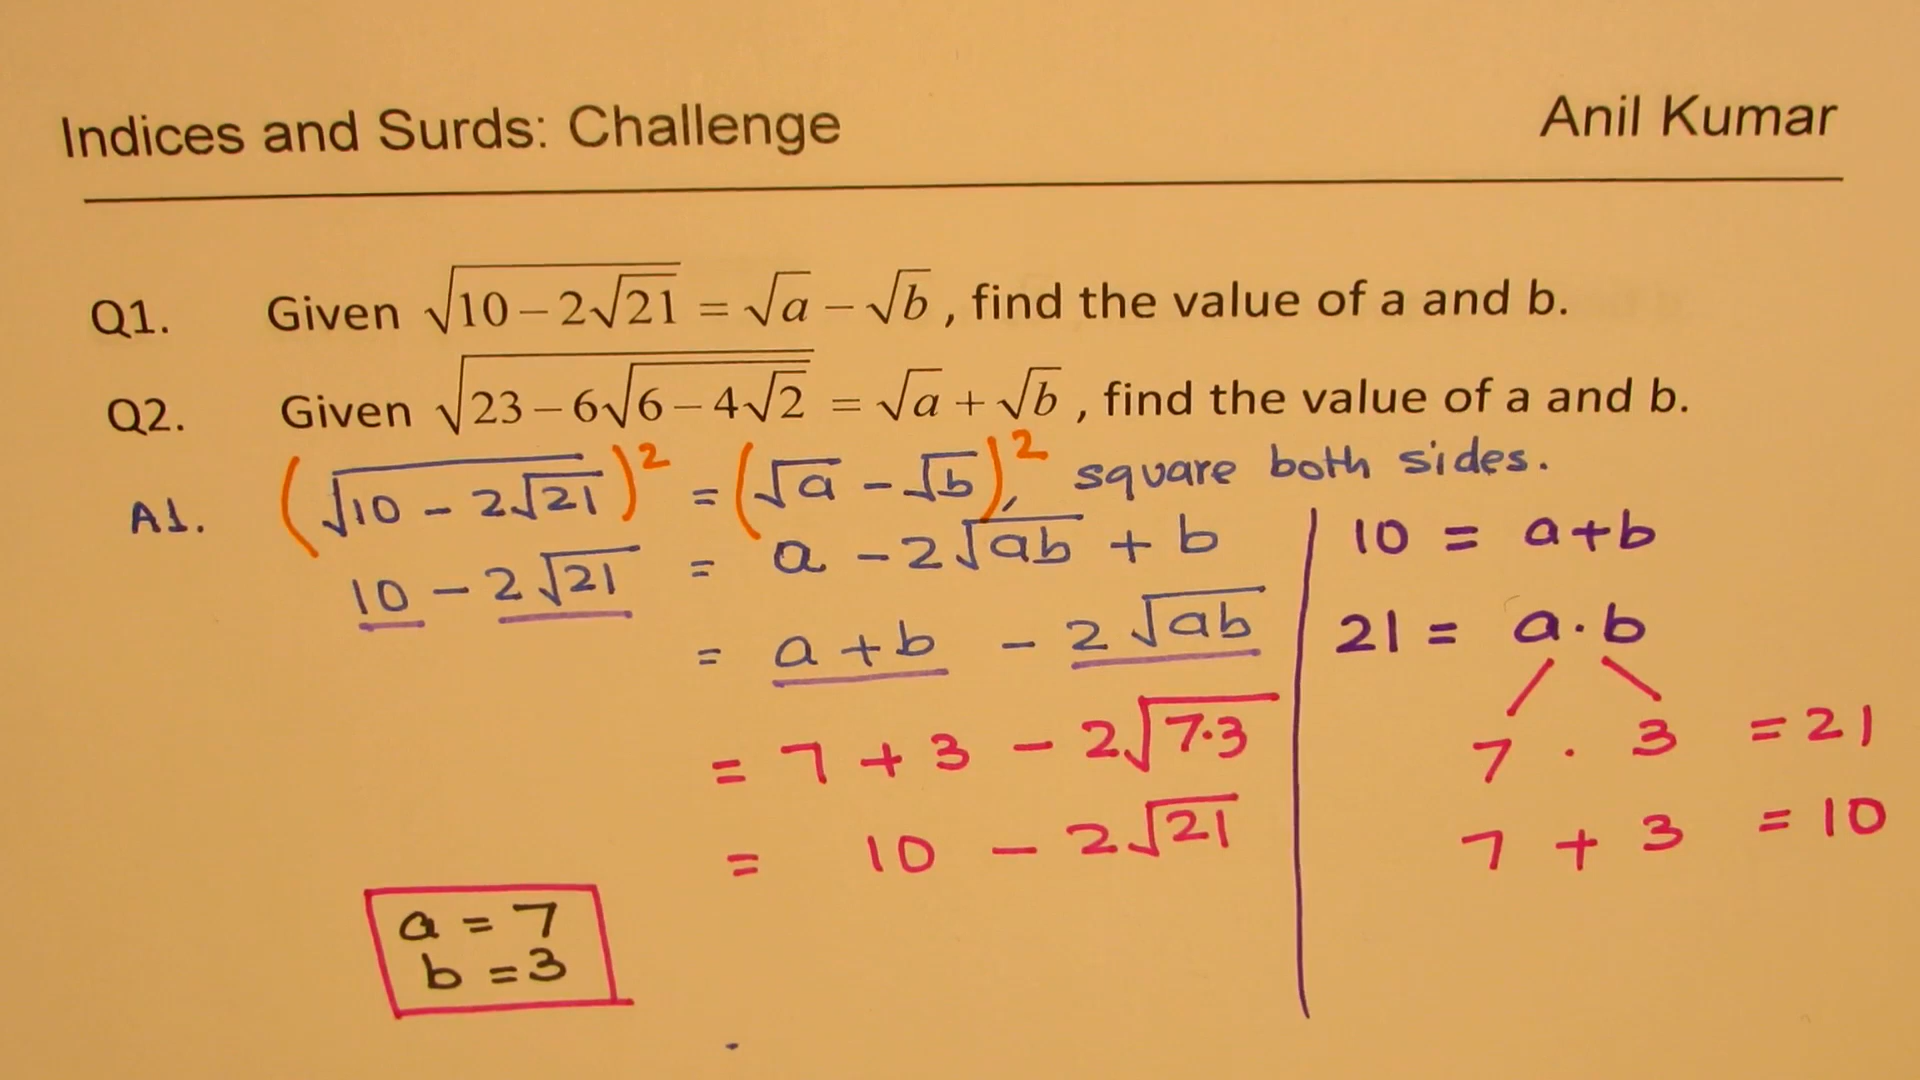 Indices and Surds: Challenge
Anil Kumar
Q1. Given √(10 – 2√21) = √a – √b , find the value of a and b.
Q2. Given √(23 – 6√(6 – 4√2)) = √a + √b , find the value of a and b.
A1. (√(10 - 2√21))² = (√a - √b)², square both sides.
10 - 2√21 = a - 2√ab + b
= a + b - 2√ab
= 7 + 3 - 2√7·3
= 10 - 2√21
a = 7
b = 3
10 = a + b
21 = a · b
7 · 3 = 21
7 + 3 = 10